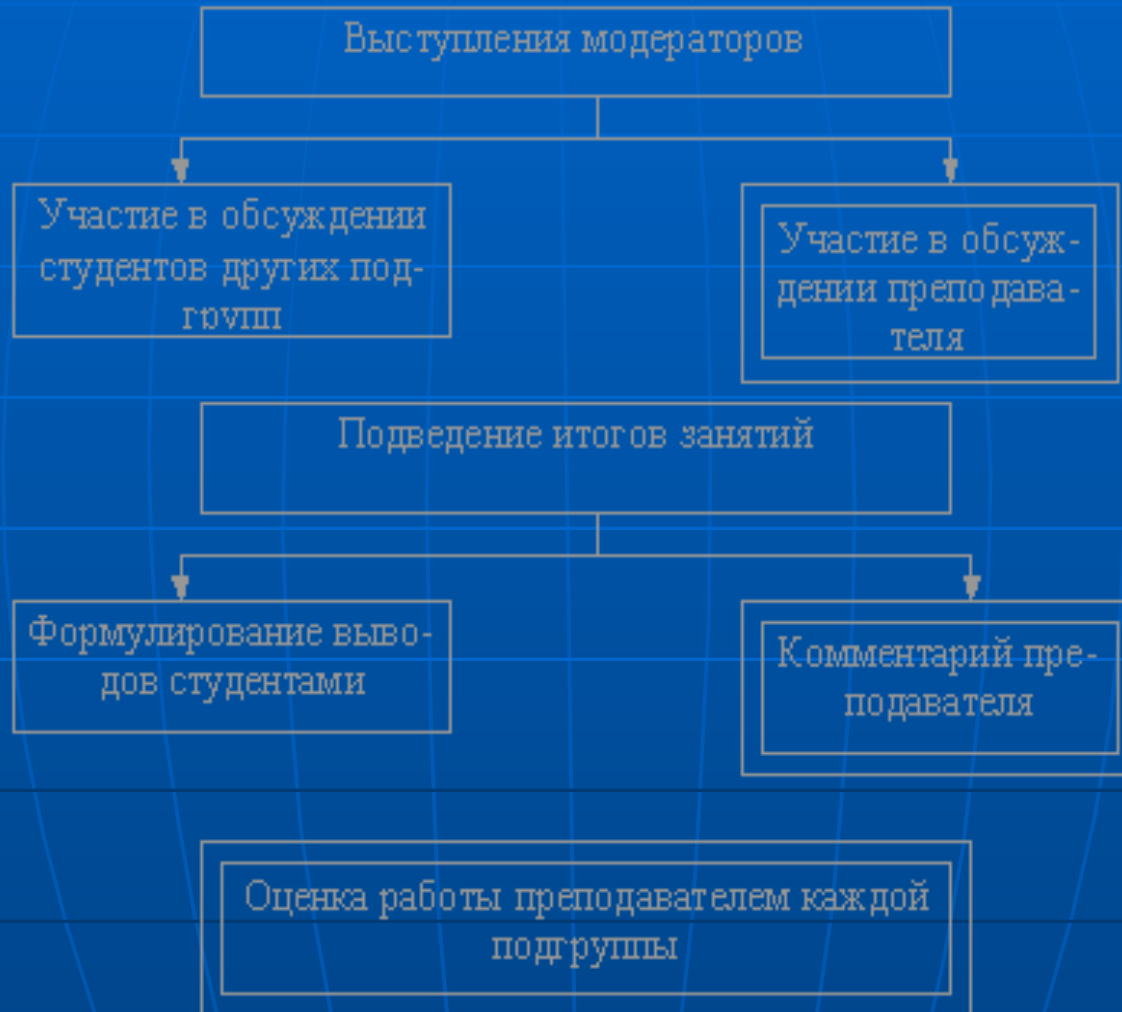 Выступления модераторов
Участие в обсуждении
студентов других под-
групп
Участие в обсуж-
дении преподава-
теля
Подведение итогов занятий
Формулирование выво-
дов студентами
Комментарий пре-
подавателя
Оценка работы преподавателем каждой
подгруппы